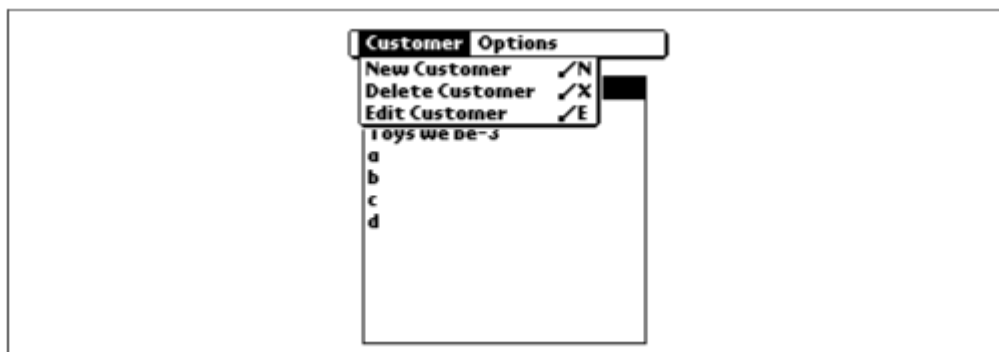 Customer Options
New Customer /N
Delete Customer /X
Edit Customer /E
Toys We Be-3
a
b
c
d